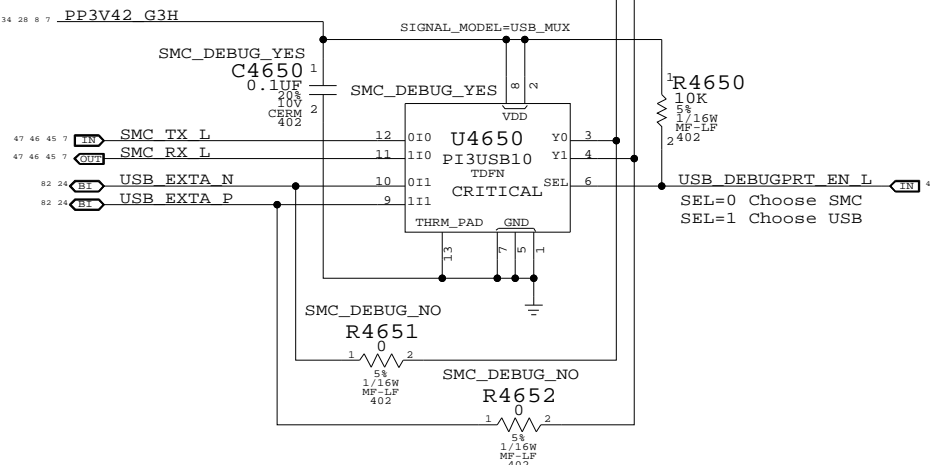 34 28 8 7 PP3V42_G3H
SIGNAL_MODEL=USB_MUX
SMC_DEBUG_YES
C4650 1
0.1UF
20%
10V
CERM 2
402
SMC_DEBUG_YES
8 2
VDD
1 R4650
10K
5%
1/16W
MF-LF
2 402
47 46 45 7 IN SMC_TX_L 12 0I0 U4650 Y0 3
47 46 45 7 OUT SMC_RX_L 11 1I0 PI3USB10 Y1 4
TDFN
82 24 BI USB_EXTA_N 10 0I1 CRITICAL SEL 6 USB_DEBUGPRT_EN_L IN 4
82 24 BI USB_EXTA_P 9 1I1
SEL=0 Choose SMC
SEL=1 Choose USB
THRM_PAD GND
13 7 5 1
SMC_DEBUG_NO
R4651
0
1 2
5%
1/16W
MF-LF
402
SMC_DEBUG_NO
R4652
0
1 2
5%
1/16W
MF-LF
402